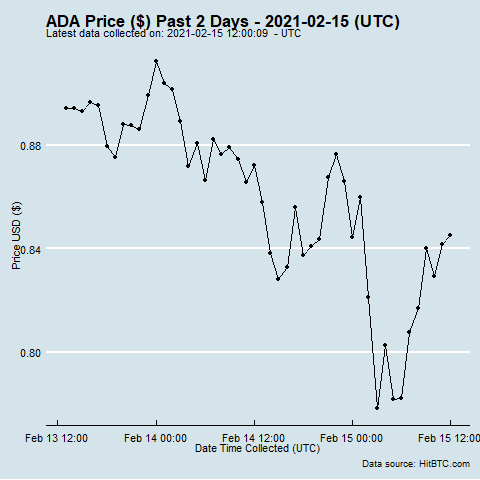 ADA Price ($) Past 2 Days - 2021-02-15 (UTC)
Latest data collected on: 2021-02-15 12:00:09  - UTC
0.88
0.84
0.80
Price USD ($)
Feb 13 12:00 Feb 14 00:00 Feb 14 12:00 Feb 15 00:00 Feb 15 12:00
Date Time Collected (UTC)
Data source: HitBTC.com